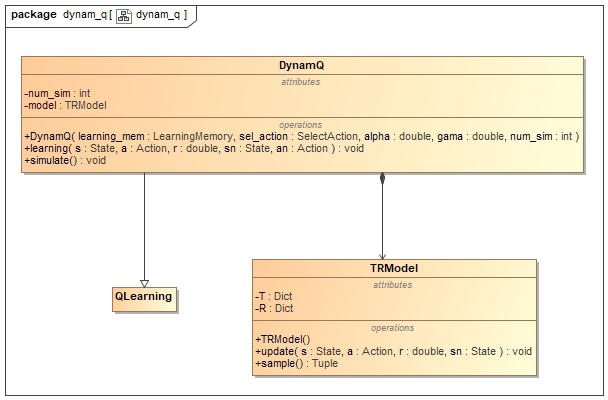 package dynam_q [ dynam_q ]
DynamQ
attributes
-num_sim : int
-model : TRModel
operations
+DynamQ( learning_mem : LearningMemory, sel_action : SelectAction, alpha : double, gama : double, num_sim : int )
+learning( s : State, a : Action, r : double, sn : State, an : Action ) : void
+simulate() : void
QLearning
TRModel
attributes
-T : Dict
-R : Dict
operations
+TRModel()
+update( s : State, a : Action, r : double, sn : State ) : void
+sample() : Tuple